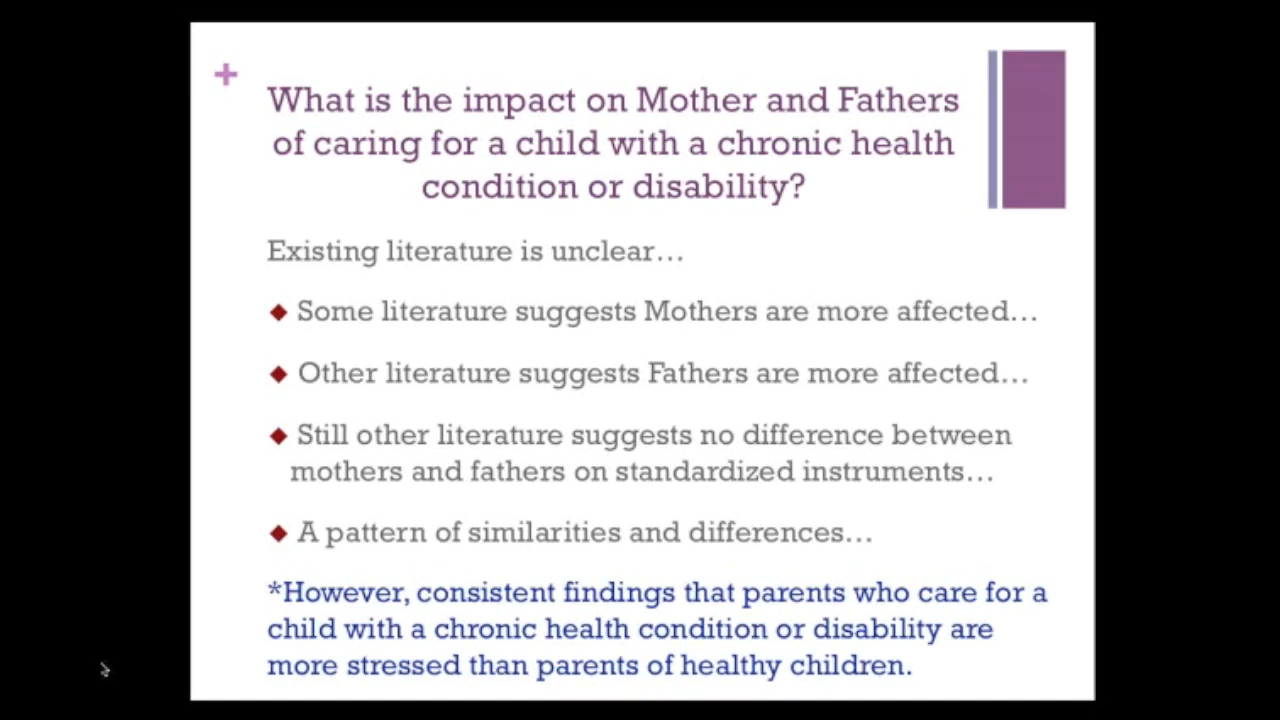 +
What is the impact on Mother and Fathers
of caring for a child with a chronic health
condition or disability?
Existing literature is unclear…
◆ Some literature suggests Mothers are more affected…
◆ Other literature suggests Fathers are more affected…
◆ Still other literature suggests no difference between
mothers and fathers on standardized instruments…
◆ A pattern of similarities and differences…
*However, consistent findings that parents who care for a
child with a chronic health condition or disability are
more stressed than parents of healthy children.